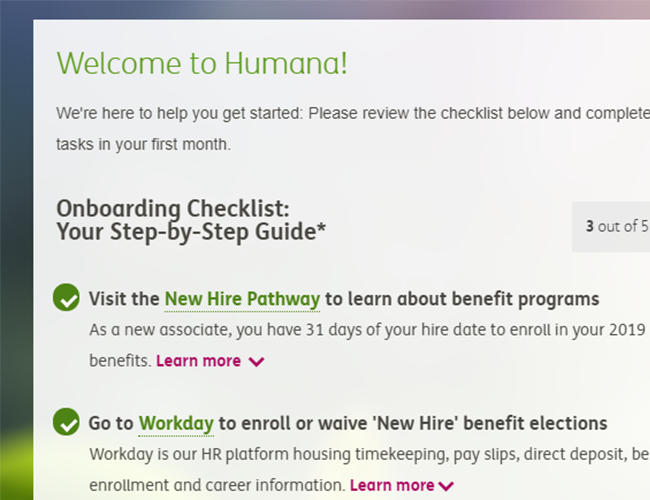 Welcome to Humana!
We're here to help you get started: Please review the checklist below and complete
tasks in your first month.
Onboarding Checklist:
Your Step-by-Step Guide*
3 out of 5
Visit the New Hire Pathway to learn about benefit programs
As a new associate, you have 31 days of your hire date to enroll in your 2019
benefits. Learn more
Go to Workday to enroll or waive 'New Hire' benefit elections
Workday is our HR platform housing timekeeping, pay slips, direct deposit, be
enrollment and career information. Learn more